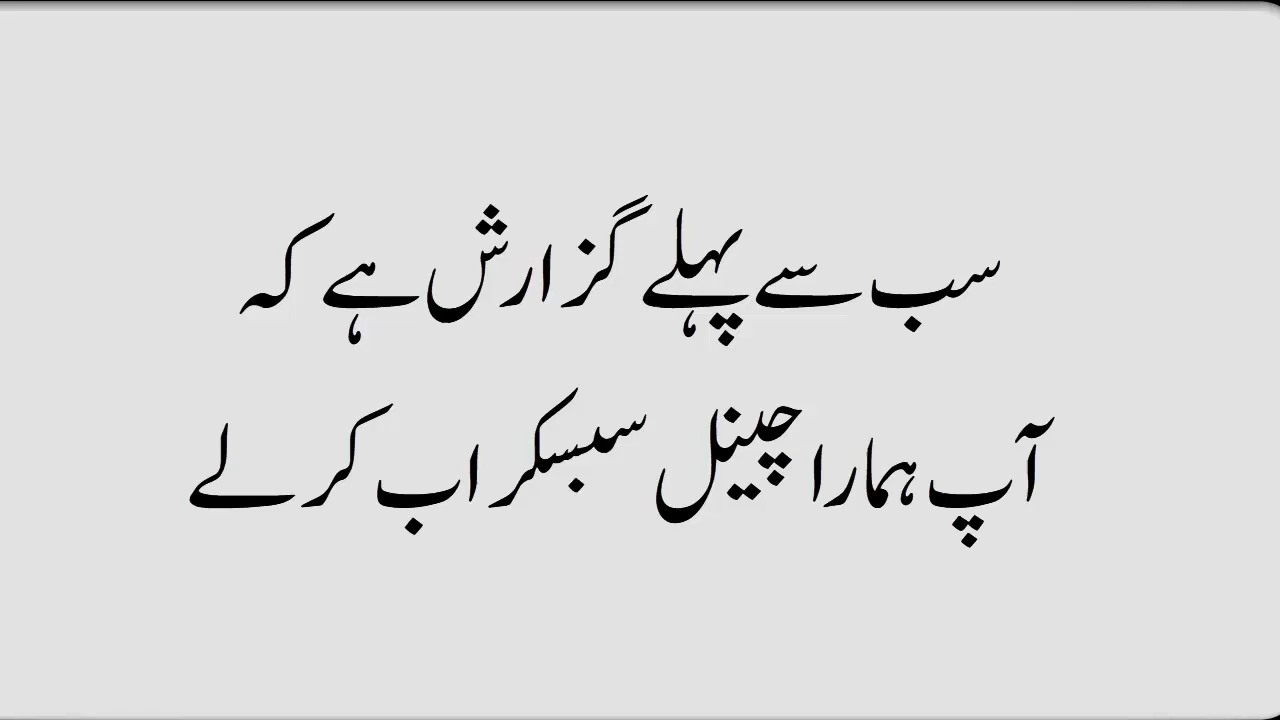 سب سے پہلے گزارش ہے کہ
آپ ہمارا چینل سبسکراب کرلے